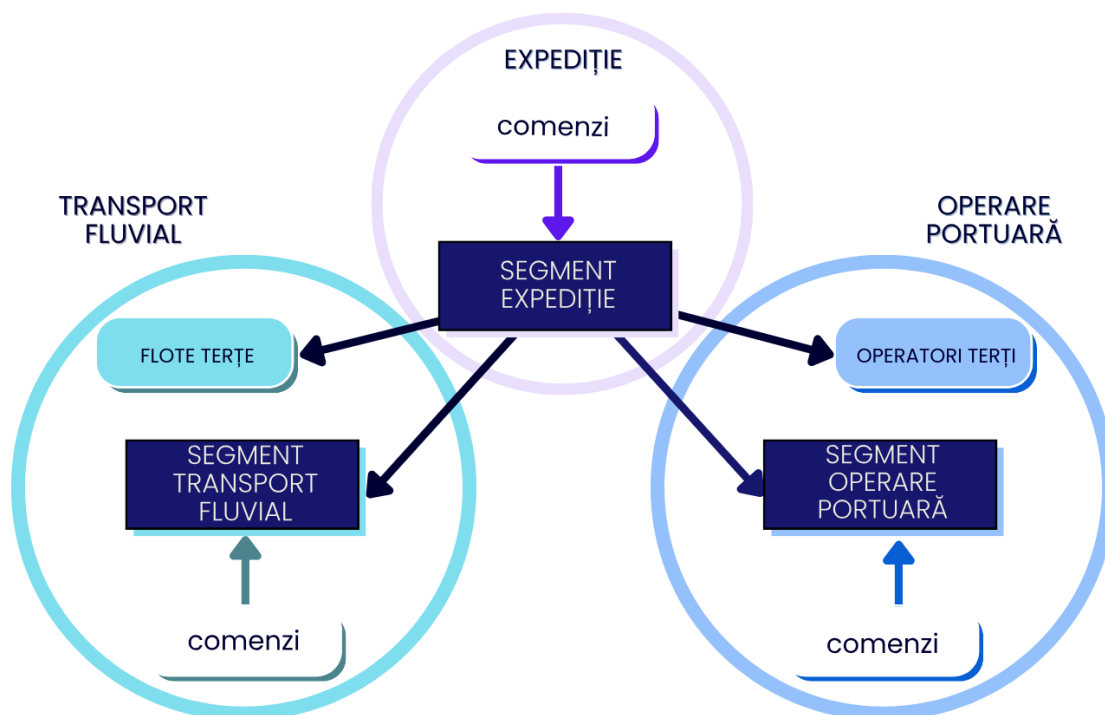 EXPEDIȚIE
comenzi
SEGMENT
EXPEDIȚIE
TRANSPORT
FLUVIAL
FLOTE TERȚE
SEGMENT
TRANSPORT
FLUVIAL
comenzi
OPERARE
PORTUARĂ
OPERATORI TERȚI
SEGMENT
OPERARE
PORTUARĂ
comenzi